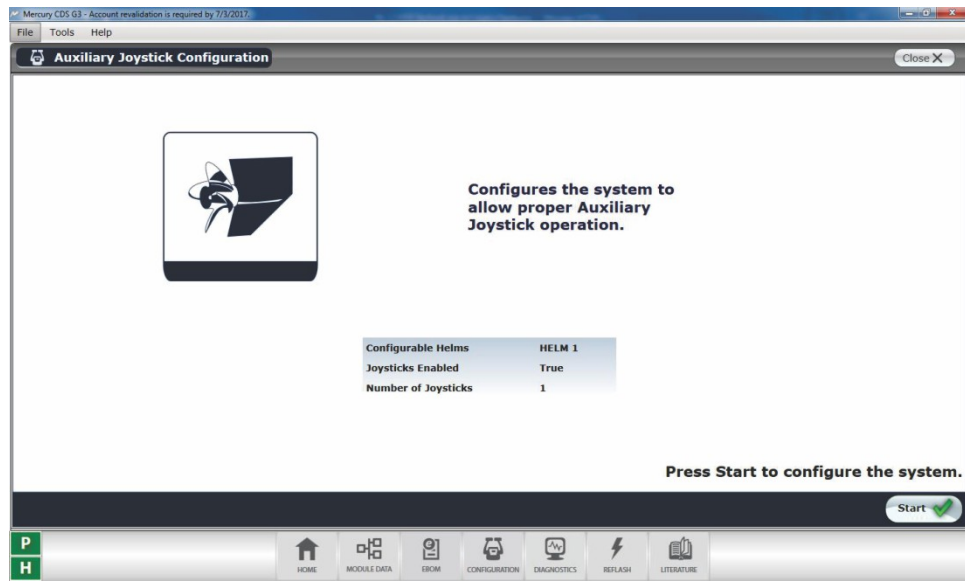 Mercury CDS G3 - Account revalidation is required by 7/3/2017.
File Tools Help
Auxiliary Joystick Configuration
Close X
Configures the system to
allow proper Auxiliary
Joystick operation.
Configurable Helms HELM 1
Joysticks Enabled True
Number of Joysticks 1
Press Start to configure the system.
Start
P
H
HOME MODULE DATA EBOM CONFIGURATION DIAGNOSTICS REFLASH LITERATURE